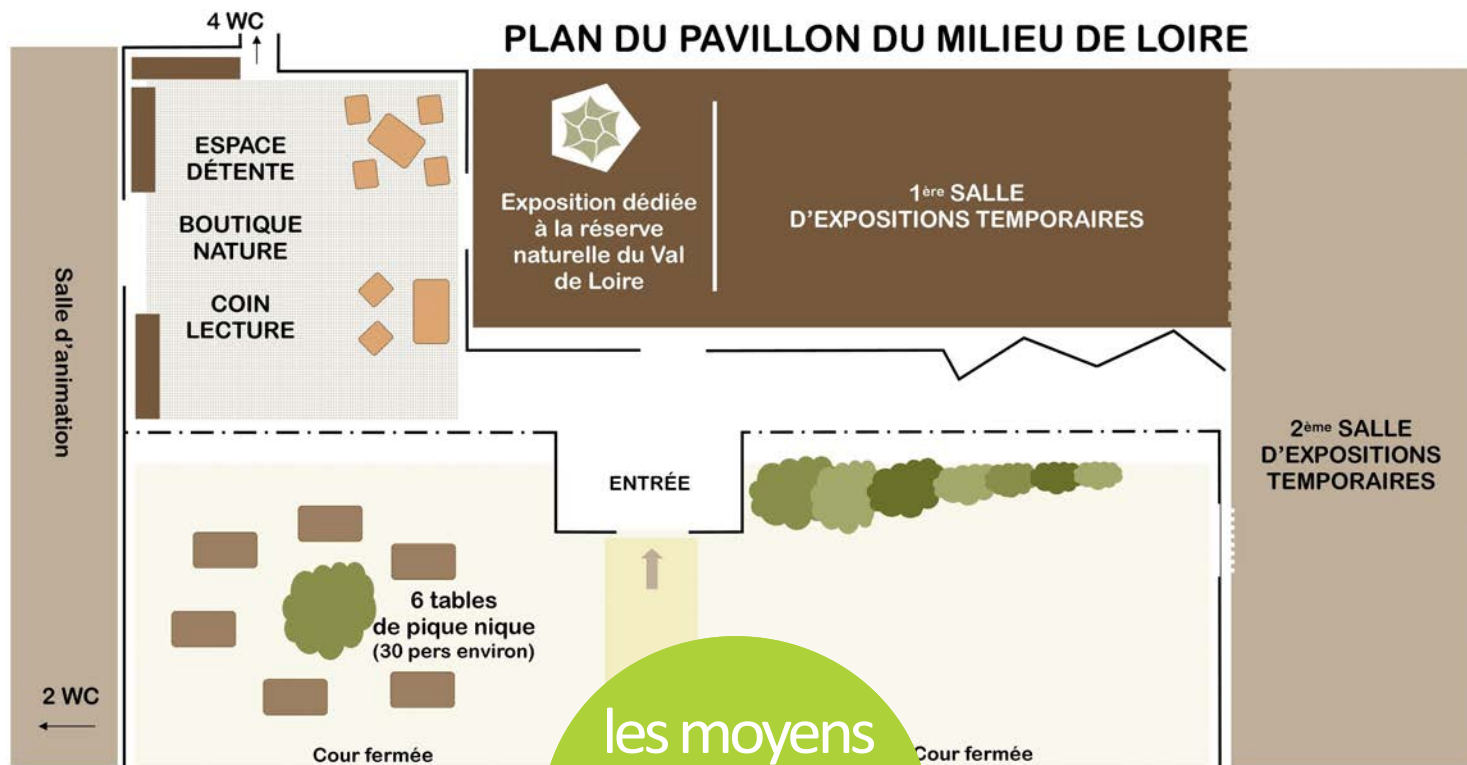 4 WC
PLAN DU PAVILLON DU MILIEU DE LOIRE
ESPACE
DÉTENTE
BOUTIQUE
NATURE
COIN
LECTURE
Exposition dédiée
à la réserve
naturelle du Val
de Loire
1ère SALLE
D'EXPOSITIONS TEMPORAIRES
Salle d'animation
2ème SALLE
D'EXPOSITIONS
TEMPORAIRES
ENTRÉE
6 tables
de pique nique
(30 pers environ)
2 WC
les moyens
Cour fermée
Cour fermée